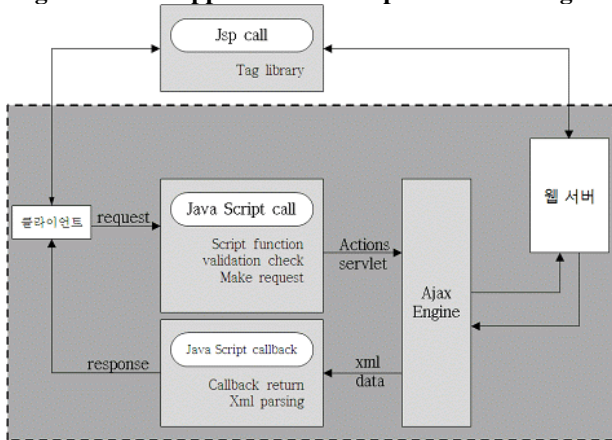 Jsp call
Tag library
웹 서버
클라이언트
request
Java Script call
Script function
validation check
Make request
Actions
servlet
Ajax
Engine
response
Java Script callback
Callback return
Xml parsing
xml
data